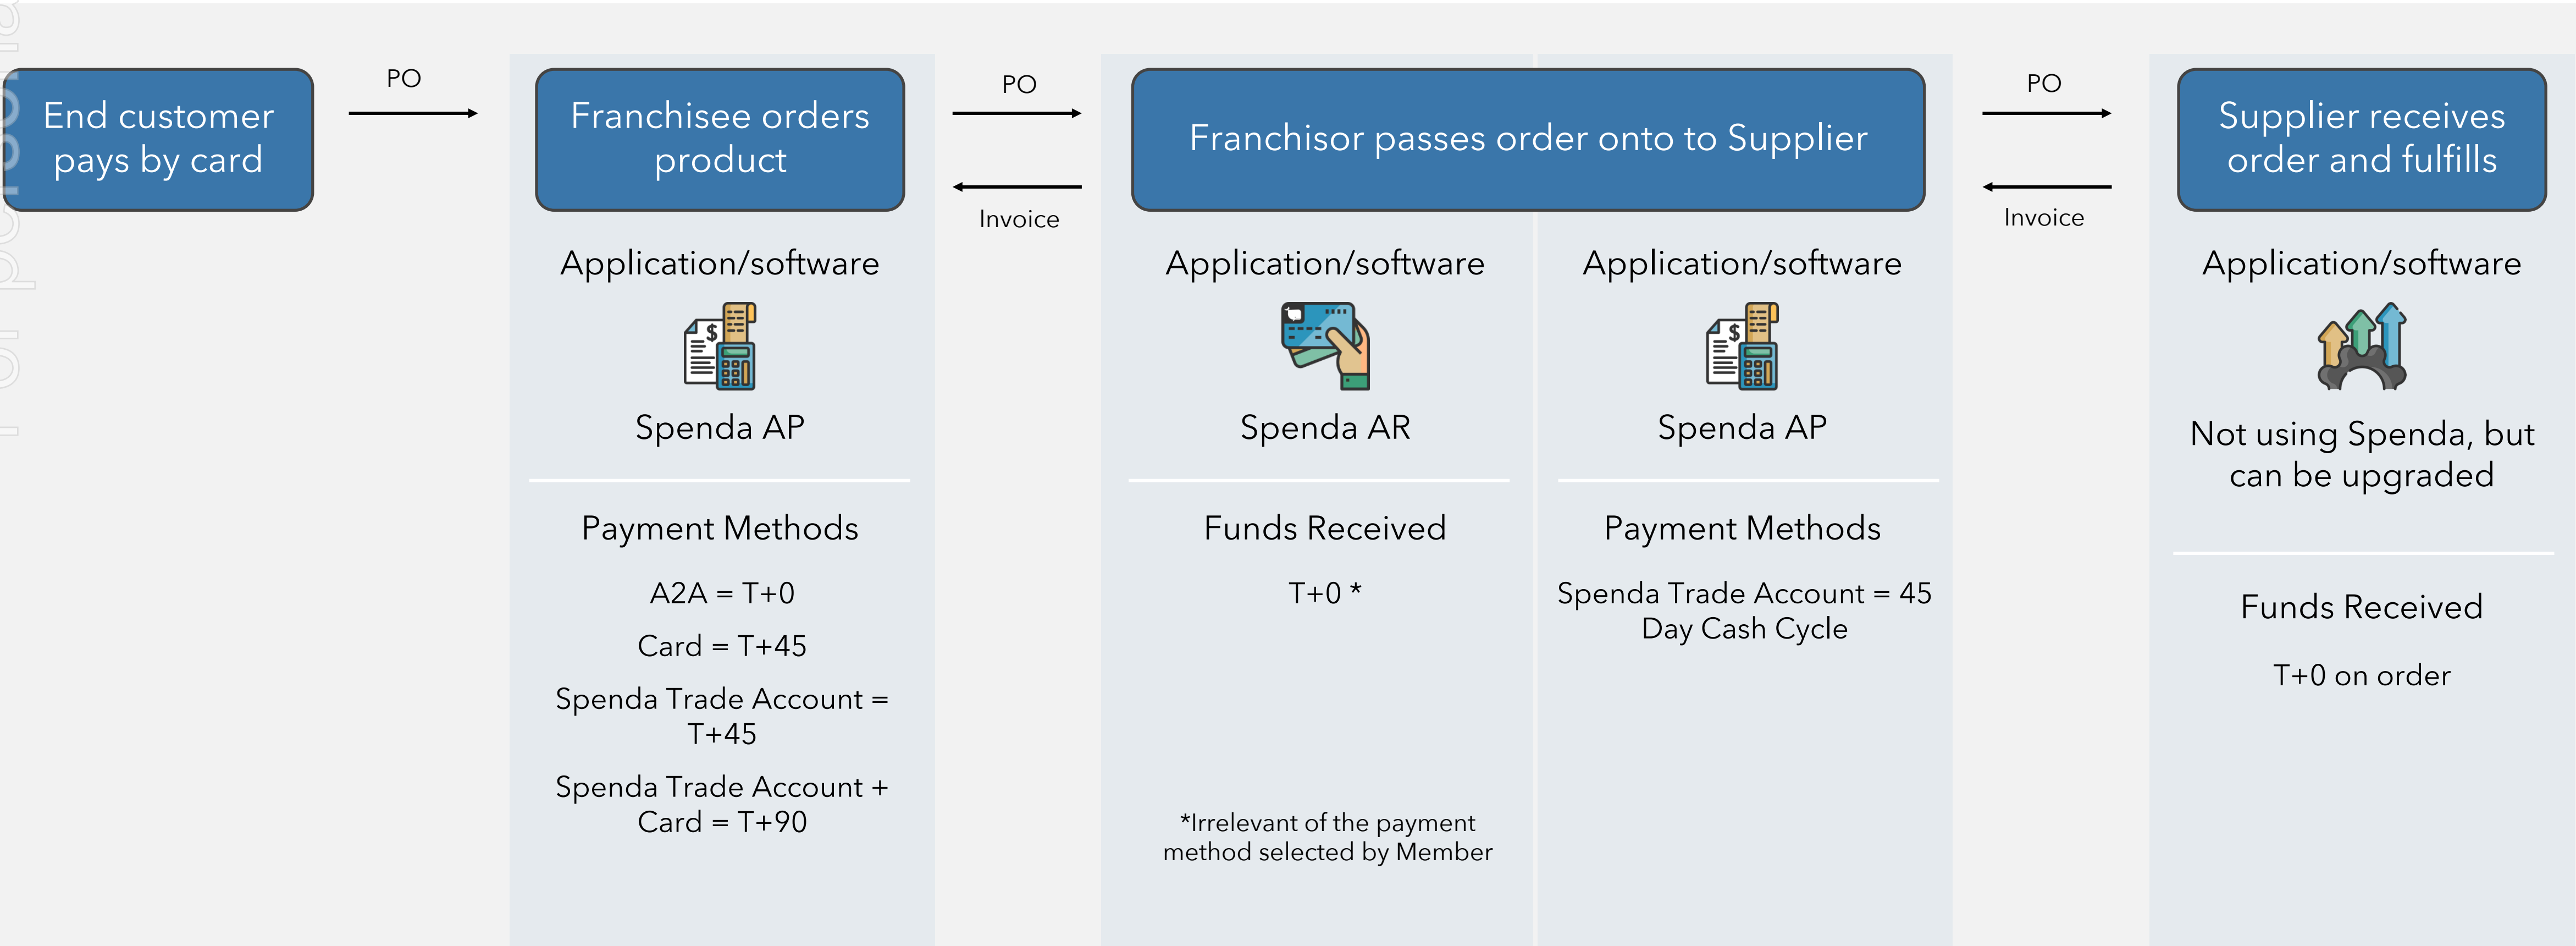 End customer
pays by card
PO
Franchisee orders
product
PO
Invoice
Franchisor passes order onto to Supplier
PO
Invoice
Supplier receives
order and fulfills
Application/software
$
Spenda AP
Payment Methods
A2A = T+0
Card = T+45
Spenda Trade Account =
T+45
Spenda Trade Account +
Card = T+90
Application/software
Spenda AR
Funds Received
T+0 *
*Irrelevant of the payment
method selected by Member
Application/software
$
Spenda AP
Payment Methods
Spenda Trade Account = 45
Day Cash Cycle
Application/software
Not using Spenda, but
can be upgraded
Funds Received
T+0 on order